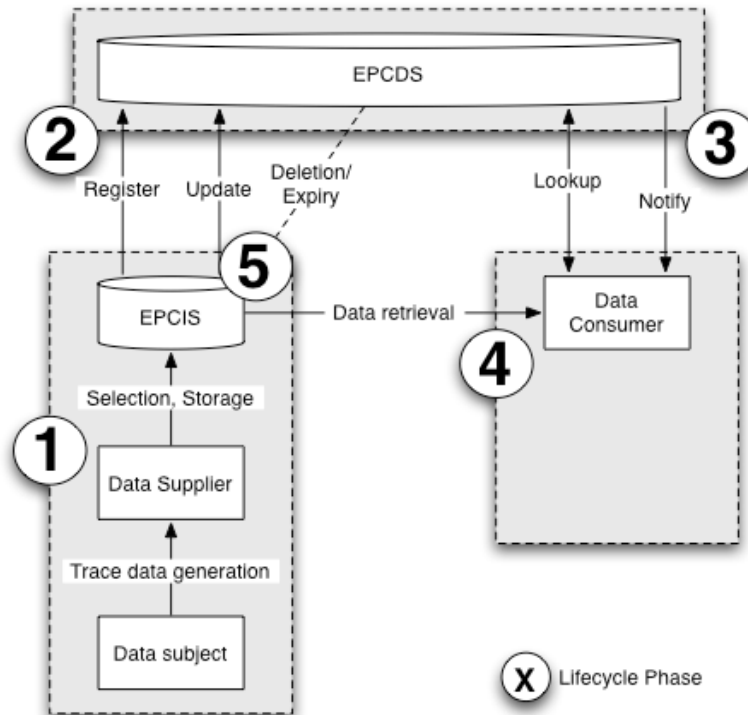 EPCDS
2
3
Register
Update
Deletion/
Expiry
Lookup
Notify
5
EPCIS
Data retrieval
Data
Consumer
4
Selection, Storage
1
Data Supplier
Trace data generation
Data subject
X
Lifecycle Phase